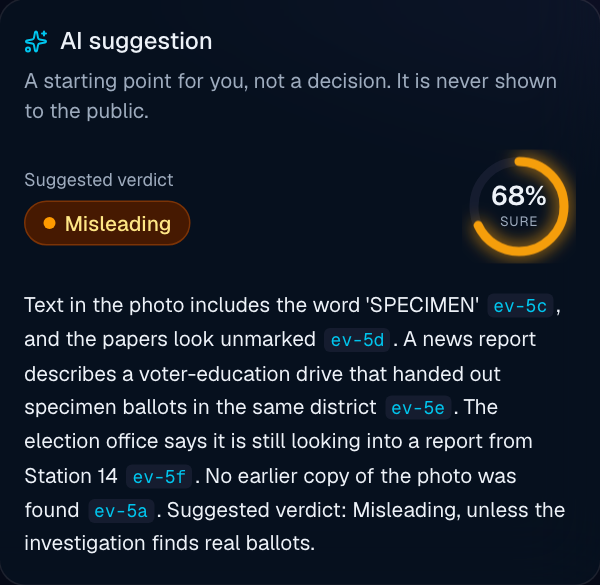 AI suggestion
A starting point for you, not a decision. It is never shown
to the public.
Suggested verdict
Misleading
68%
SURE
Text in the photo includes the word 'SPECIMEN' ev-5c,
and the papers look unmarked ev-5d. A news report
describes a voter-education drive that handed out
specimen ballots in the same district ev-5e. The
election office says it is still looking into a report from
Station 14 ev-5f. No earlier copy of the photo was
found ev-5a. Suggested verdict: Misleading, unless the
investigation finds real ballots.